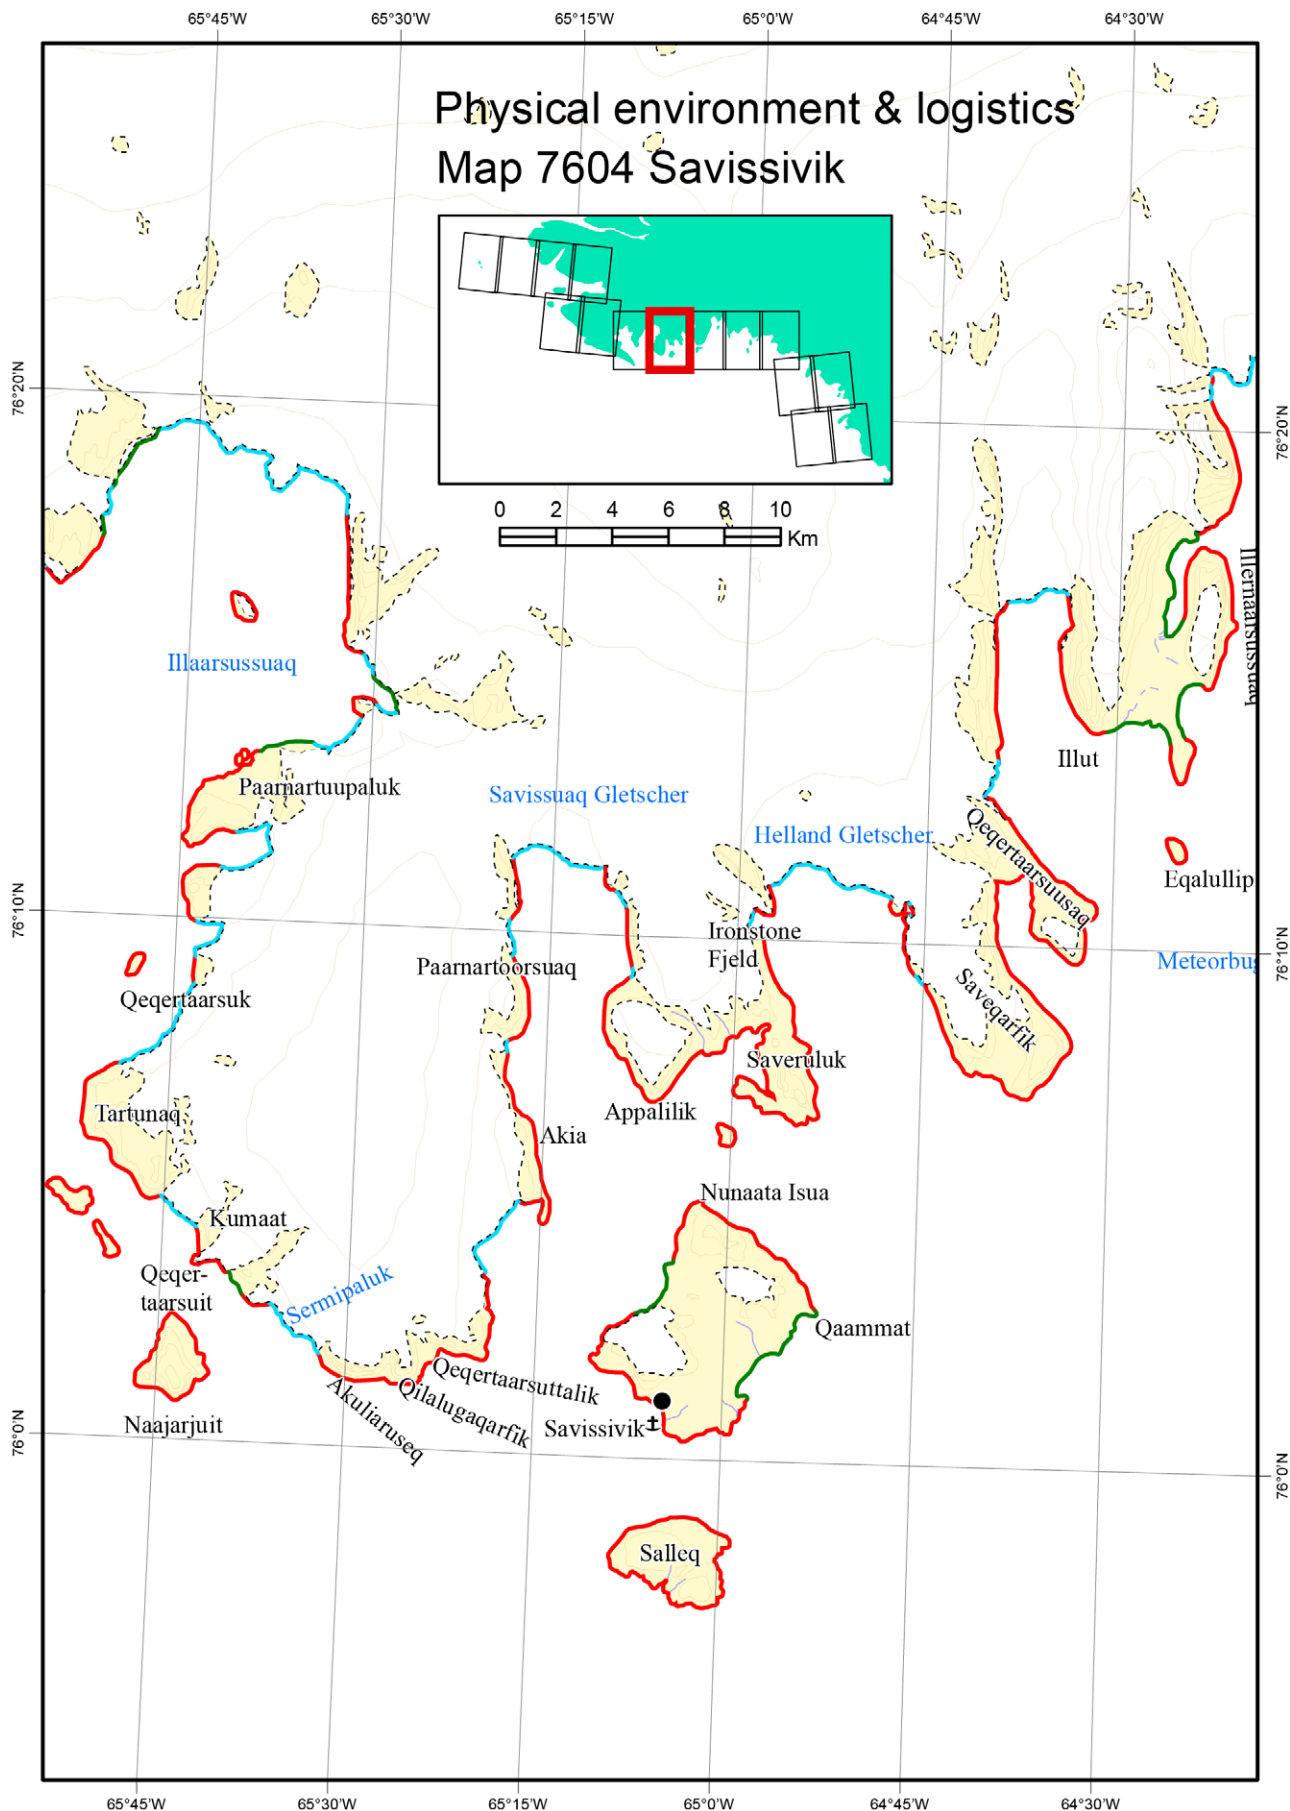 65°45'W 65°30'W 65°15'W 65°0'W 64°45'W 64°30'W
Physical environment & logistics
Map 7604 Savissivik
76°20'N
76°20'N
0 2 4 6 8 10
Km
Illernaarsussuaq
Illaarsussuaq
Illut
Paarnartuupaluk
Savissuaq Gletscher
Helland Gletscher
Qeqertaarsuusaq
Eqalullip
76°10'N
Ironstone
Fjeld
76°10'N
Meteorbug
Paarnartoorsuaq
Qeqertaarsuk
Saveqarfik
Saveruluk
Tartunaq
Appalilik
Akia
Nunaata Isua
Kumaat
Qeqer-
taarsuit
Sermipaluk
Qaammat
Qeqertaarsuttalik
Qilalugaqarfik
Akuliaruseq
Naajarjuit
Savissivik
76°0'N
76°0'N
Salleq
65°45'W 65°30'W 65°15'W 65°0'W 64°45'W 64°30'W